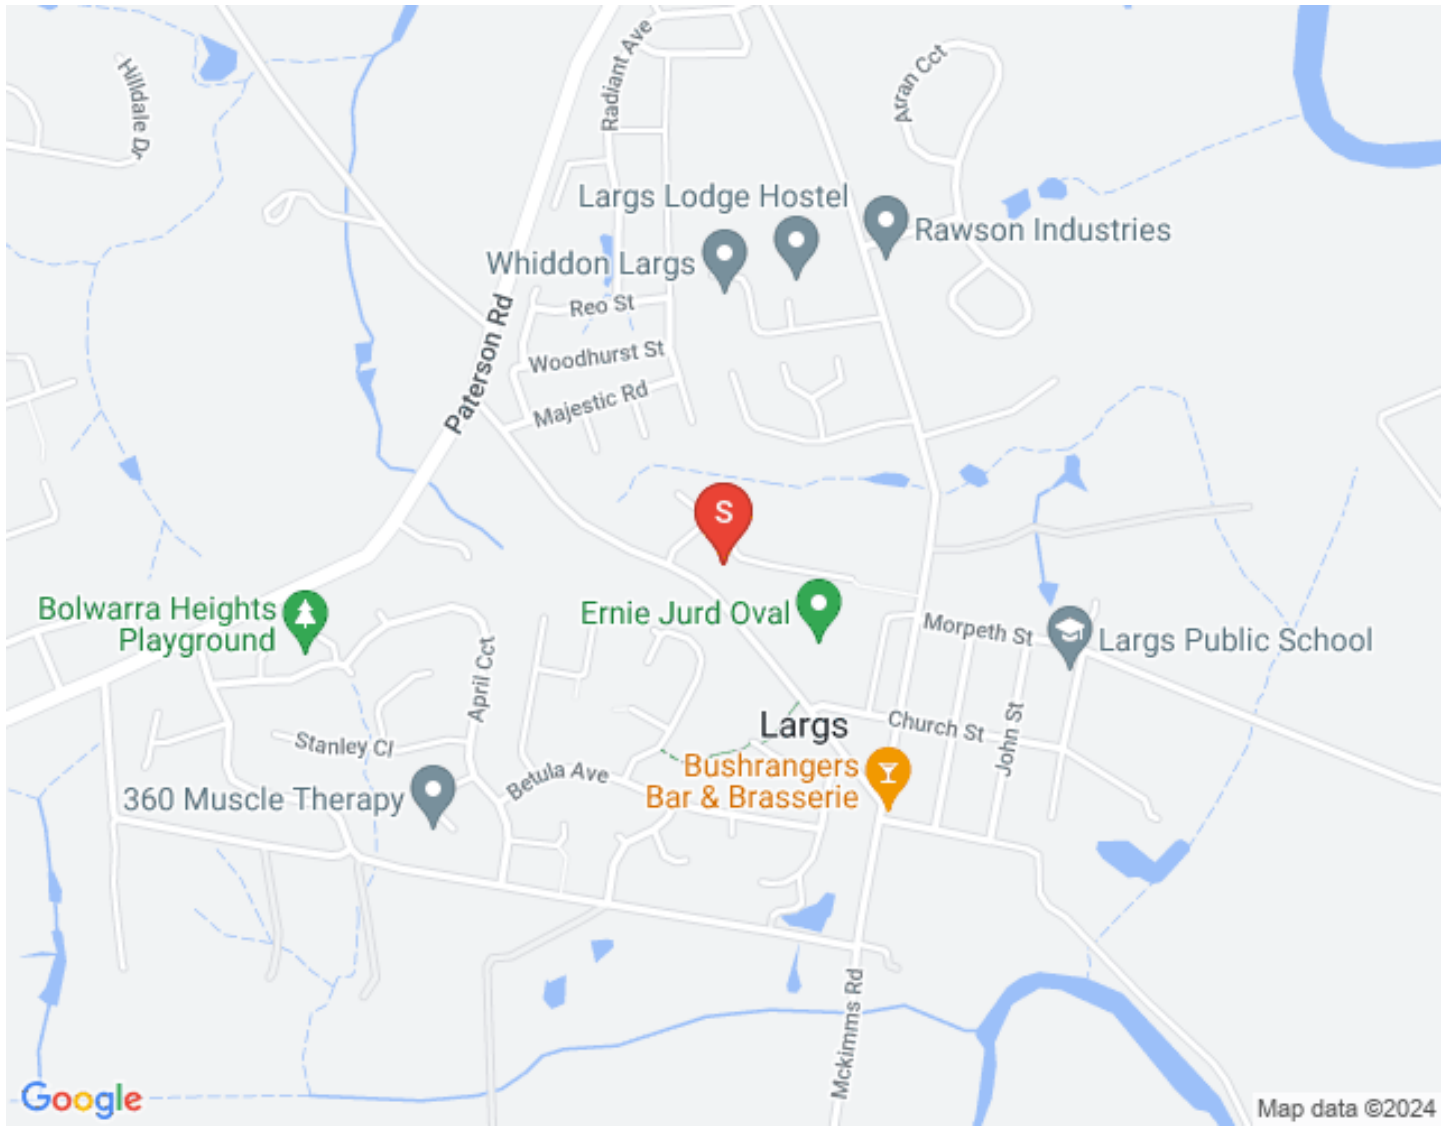 Hilldale Dr
Radiant Ave
Arran Cct
Largs Lodge Hostel
Rawson Industries
Whiddon Largs
Reo St
Paterson Rd
Woodhurst St
Majestic Rd
S
Bolwarra Heights
Playground
Ernie Jurd Oval
Morpeth St
Largs Public School
April Cct
Stanley Cl
Largs
Church St
John St
Betula Ave
Bushrangers
Bar & Brasserie
360 Muscle Therapy
Mckimms Rd
Google
Map data ©2024